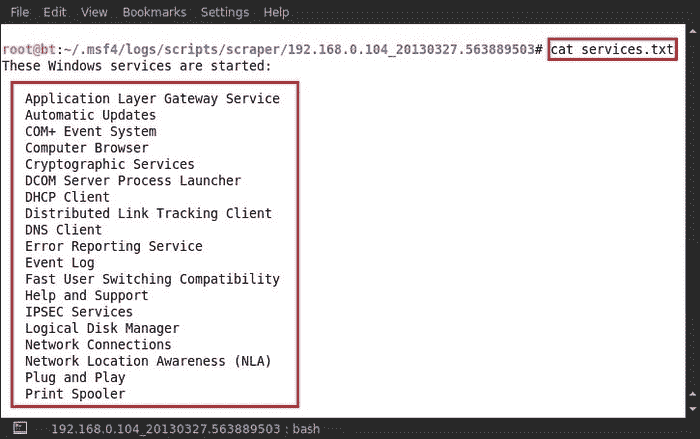 File Edit View Bookmarks Settings Help
root@bt:~/.msf4/logs/scripts/scraper/192.168.0.104_20130327.563889503# cat services.txt
These Windows services are started:
Application Layer Gateway Service
Automatic Updates
COM+ Event System
Computer Browser
Cryptographic Services
DCOM Server Process Launcher
DHCP Client
Distributed Link Tracking Client
DNS Client
Error Reporting Service
Event Log
Fast User Switching Compatibility
Help and Support
IPSEC Services
Logical Disk Manager
Network Connections
Network Location Awareness (NLA)
Plug and Play
Print Spooler
192.168.0.104_20130327.563889503 : bash